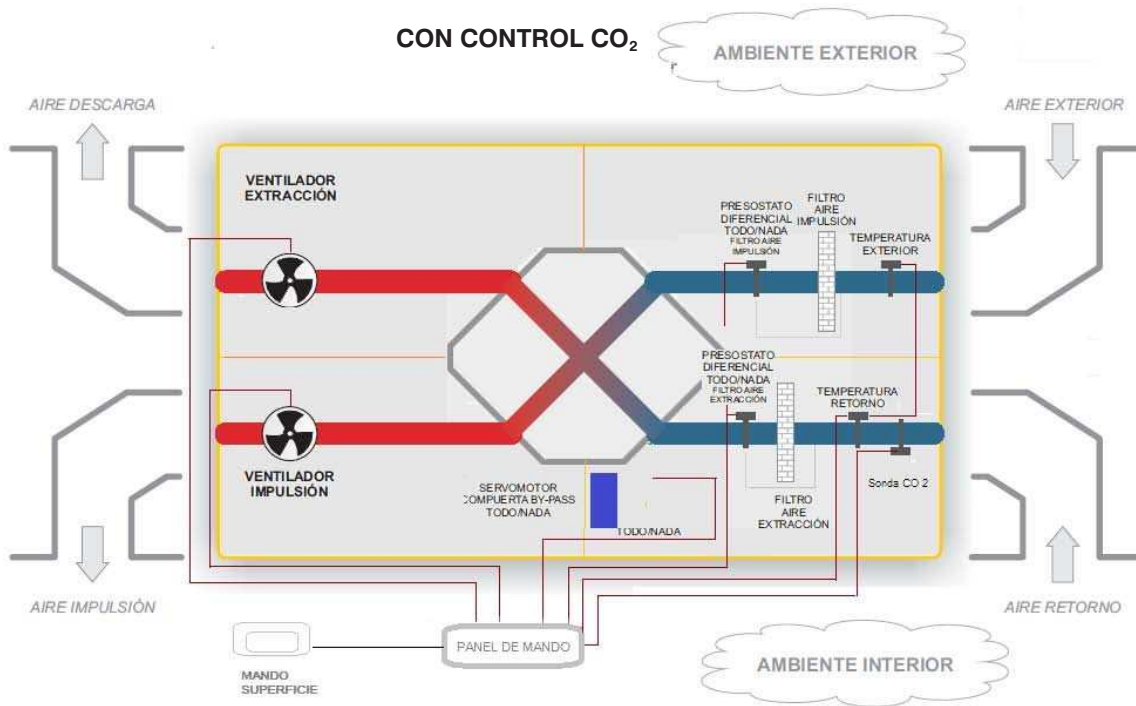 CON CONTROL CO₂
AMBIENTE EXTERIOR
AIRE DESCARGA
AIRE EXTERIOR
VENTILADOR
EXTRACCIÓN
PRESOSTATO
DIFERENCIAL
TODO/NADA
FILTRO AIRE
IMPULSIÓN
FILTRO
AIRE
IMPULSIÓN
TEMPERATURA
EXTERIOR
PRESOSTATO
DIFERENCIAL
TODO/NADA
FILTRO AIRE
EXTRACCIÓN
TEMPERATURA
RETORNO
VENTILADOR
IMPULSIÓN
SERVOMOTOR
COMPUERTA BY-PASS
TODO/NADA
TODO/NADA
FILTRO
AIRE
EXTRACCIÓN
Sonda CO 2
AIRE IMPULSIÓN
AIRE RETORNO
PANEL DE MANDO
MANDO
SUPERFICIE
AMBIENTE INTERIOR